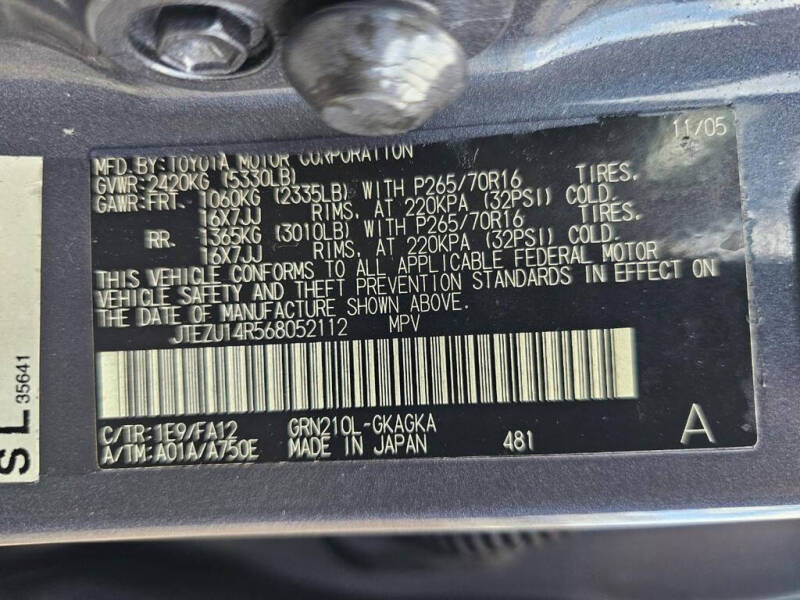 11/05
MFD.BY:TOYOTA MOTOR CORPORATION
GVWR:2420KG (5330LB)
GAWR:FRT. 1060KG (2335LB) WITH P265/70R16 TIRES,
16X7JJ RIMS, AT 220KPA (32PSI) COLD.
RR. 1365KG (3010LB) WITH P265/70R16 TIRES,
16X7JJ RIMS, AT 220KPA (32PSI) COLD.
THIS VEHICLE CONFORMS TO ALL APPLICABLE FEDERAL MOTOR
VEHICLE SAFETY AND THEFT PREVENTION STANDARDS IN EFFECT ON
THE DATE OF MANUFACTURE SHOWN ABOVE.
JTEZU14R568052112 MPV
C/TR:1E9/FA12 GRN210L-GKAGKA
A/TM:A01A/A750E MADE IN JAPAN 481 A
SL
35641